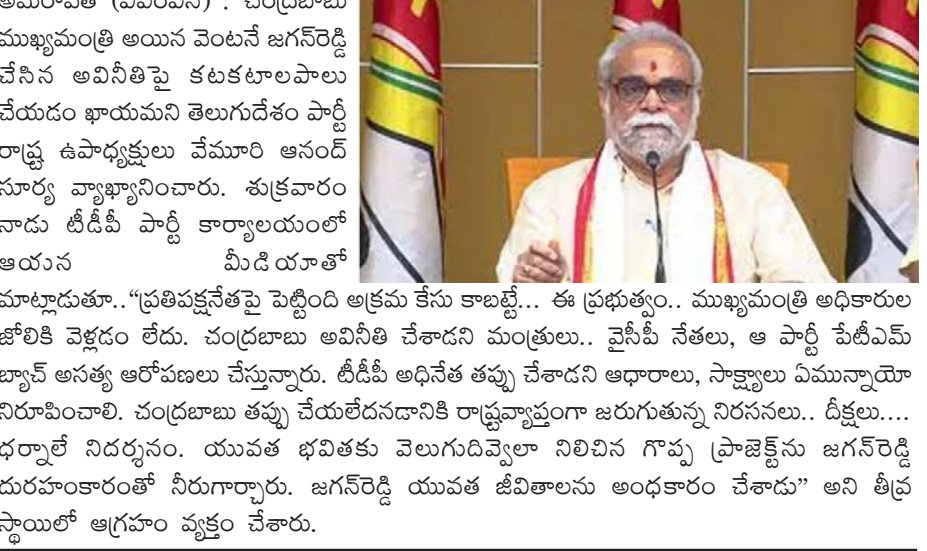 అమరావతి (ఏపీఎంఎస్) : చంద్రబాబు
ముఖ్యమంత్రి అయిన వెంటనే జగన్‌రెడ్డి
చేసిన అవినీతిపై కటకటాలపాలు
చేయడం ఖాయమని తెలుగుదేశం పార్టీ
రాష్ట్ర ఉపాధ్యక్షులు వేమూరి ఆనంద్
సూర్య వ్యాఖ్యానించారు. శుక్రవారం
నాడు టీడీపీ పార్టీ కార్యాలయంలో
ఆయన మీడియాతో
మాట్లాడుతూ..“ప్రతిపక్షనేతపై పెట్టింది అక్రమ కేసు కాబట్టే... ఈ ప్రభుత్వం.. ముఖ్యమంత్రి అధికారుల
జోలికి వెళ్లడం లేదు. చంద్రబాబు అవినీతి చేశాడని మంత్రులు.. వైసీపీ నేతలు, ఆ పార్టీ పేటీఎమ్
బ్యాచ్ అసత్య ఆరోపణలు చేస్తున్నారు. టీడీపీ అధినేత తప్పు చేశాడని ఆధారాలు, సాక్ష్యాలు ఏమున్నాయో
నిరూపించాలి. చంద్రబాబు తప్పు చేయలేదనడానికి రాష్ట్రవ్యాప్తంగా జరుగుతున్న నిరసనలు.. దీక్షలు....
ధర్నాలే నిదర్శనం. యువత భవితకు వెలుగుదివ్వెలా నిలిచిన గొప్ప ప్రాజెక్ట్‌ను జగన్‌రెడ్డి
దురహంకారంతో నీరుగార్చారు. జగన్‌రెడ్డి యువత జీవితాలను అంధకారం చేశాడు” అని తీవ్ర
స్థాయిలో ఆగ్రహం వ్యక్తం చేశారు.